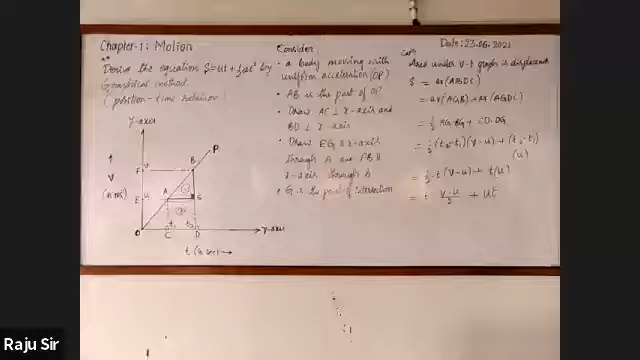 Chapter-1: Motion
Derive the equation S=ut+½at² by
Graphical method.
(position-time relation)
Y-axis
P
B
F
V
v
(m s⁻¹)
E
u
A
G
O
C
D
t₁
t₂
x-axis
t (in sec) →
Consider
• a body moving with
uniform acceleration (OP)
• AB is the part of OP
• Draw AC ⊥ x-axis and
BD ⊥ x-axis
• Draw EG ∥ x-axis
through A and FB ∥
x-axis through B
• G is the point of intersection
Date: 23.06.2021
Area under v-t graph is displacement
S = ar(AGDC)
= ar(AGB) + ar(AGDC)
= ½ AG·BG + CD·DG
= ½(t₂-t₁)(v-u) + (t₂-t₁)
(u)
= ½·t(v-u) + t(u)
= t v-u/2 + ut
Raju Sir